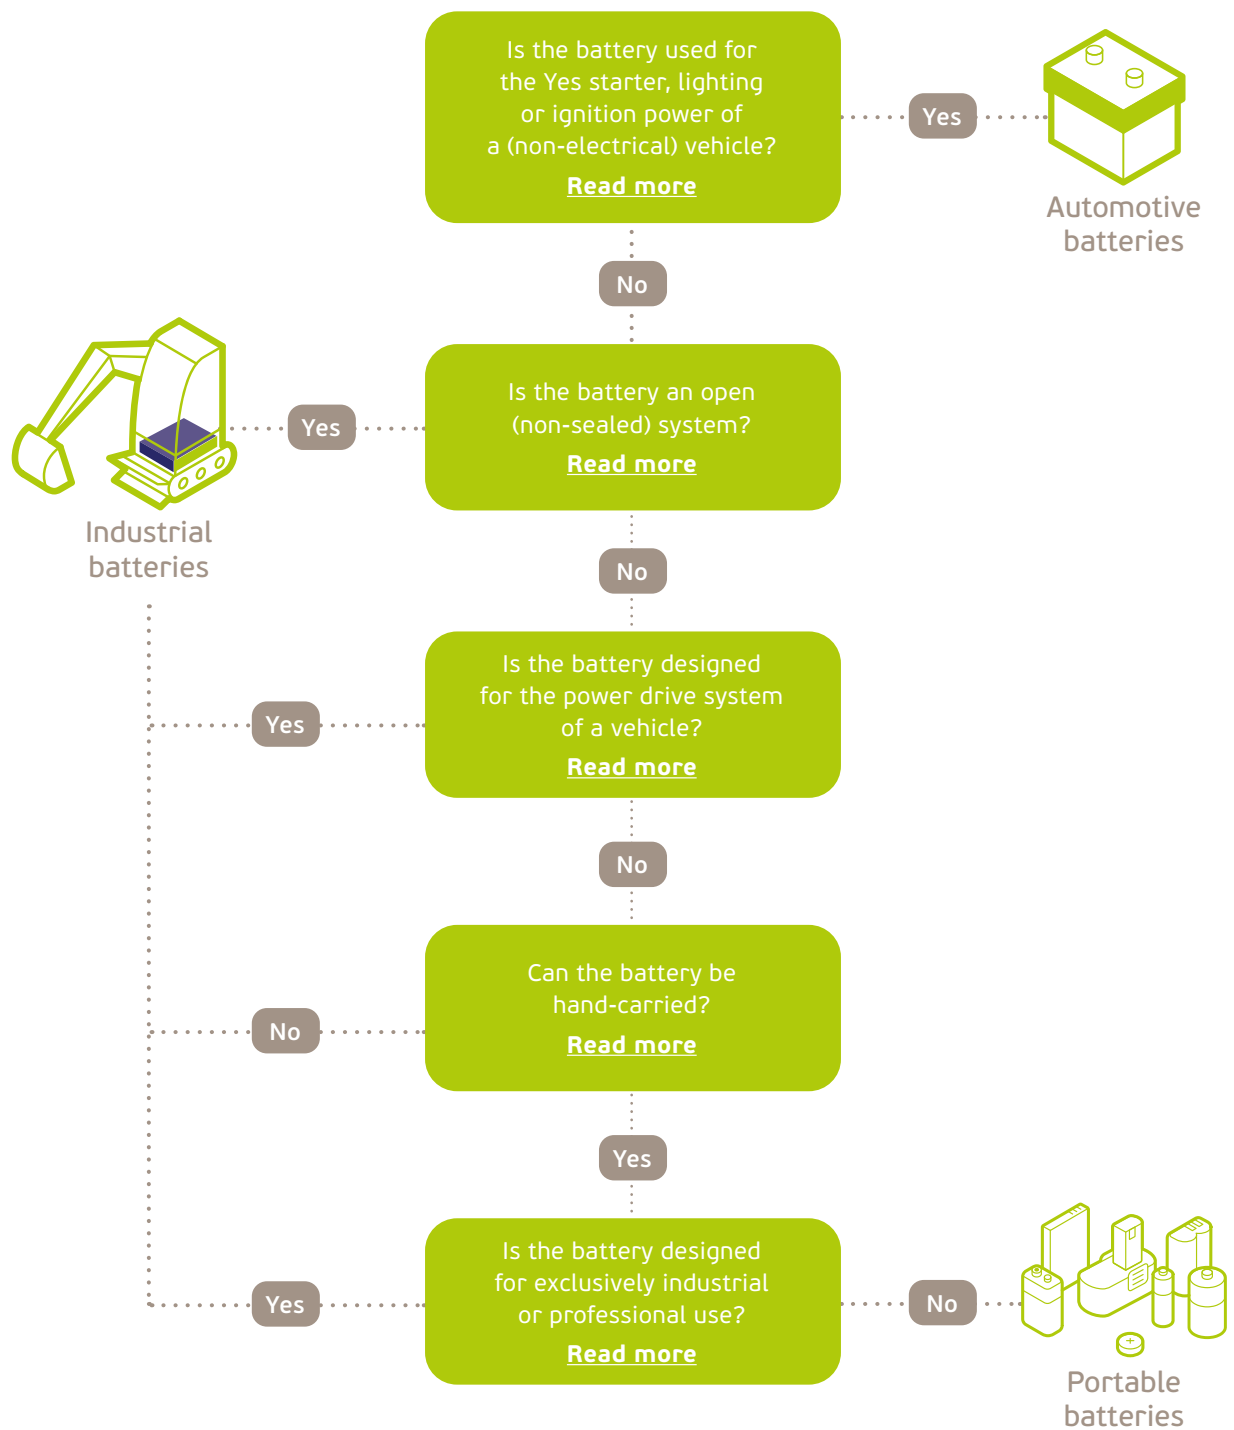 Is the battery used for
the Yes starter, lighting
or ignition power of
a (non-electrical) vehicle?
Read more
Yes
Automotive
batteries
No
Is the battery an open
(non-sealed) system?
Read more
Yes
Industrial
batteries
No
Is the battery designed
for the power drive system
of a vehicle?
Read more
Yes
No
Can the battery be
hand-carried?
Read more
No
Yes
Is the battery designed
for exclusively industrial
or professional use?
Read more
Yes
No
Portable
batteries